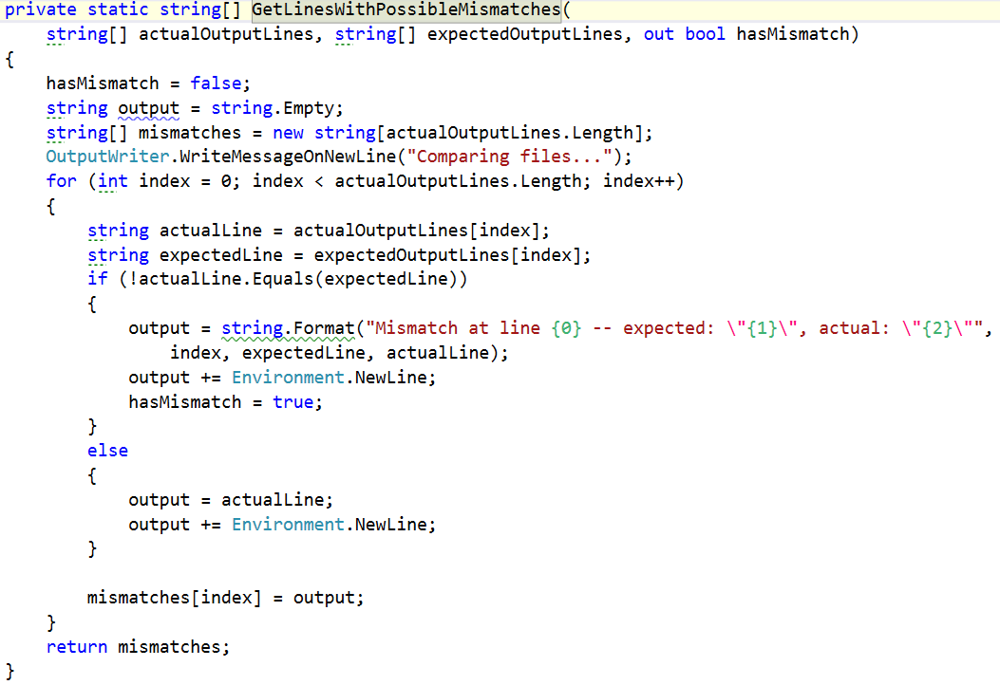 private static string[] GetLinesWithPossibleMismatches(
    string[] actualOutputLines, string[] expectedOutputLines, out bool hasMismatch)
{
    hasMismatch = false;
    string output = string.Empty;
    string[] mismatches = new string[actualOutputLines.Length];
    OutputWriter.WriteMessageOnNewLine("Comparing files...");
    for (int index = 0; index < actualOutputLines.Length; index++)
    {
        string actualLine = actualOutputLines[index];
        string expectedLine = expectedOutputLines[index];
        if (!actualLine.Equals(expectedLine))
        {
            output = string.Format("Mismatch at line {0} -- expected: \"{1}\", actual: \"{2}\"",
                index, expectedLine, actualLine);
            output += Environment.NewLine;
            hasMismatch = true;
        }
        else
        {
            output = actualLine;
            output += Environment.NewLine;
        }

        mismatches[index] = output;
    }
    return mismatches;
}